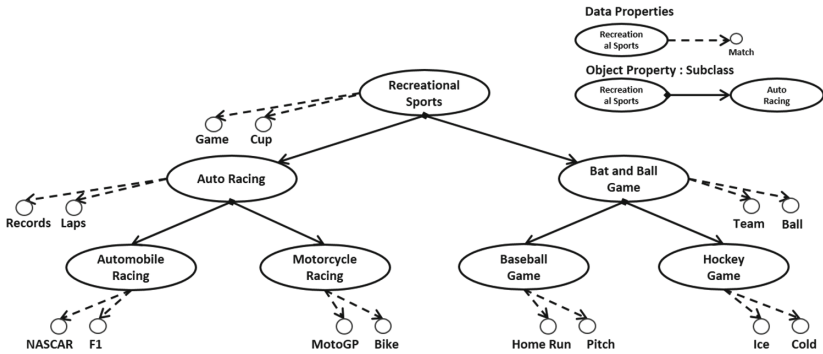 Data Properties
Recreation
al Sports
Match
Object Property : Subclass
Recreation
al Sports
Auto
Racing
Recreational
Sports
Game
Cup
Auto Racing
Bat and Ball
Game
Records
Laps
Team
Ball
Automobile
Racing
Motorcycle
Racing
Baseball
Game
Hockey
Game
NASCAR
F1
MotoGP
Bike
Home Run
Pitch
Ice
Cold